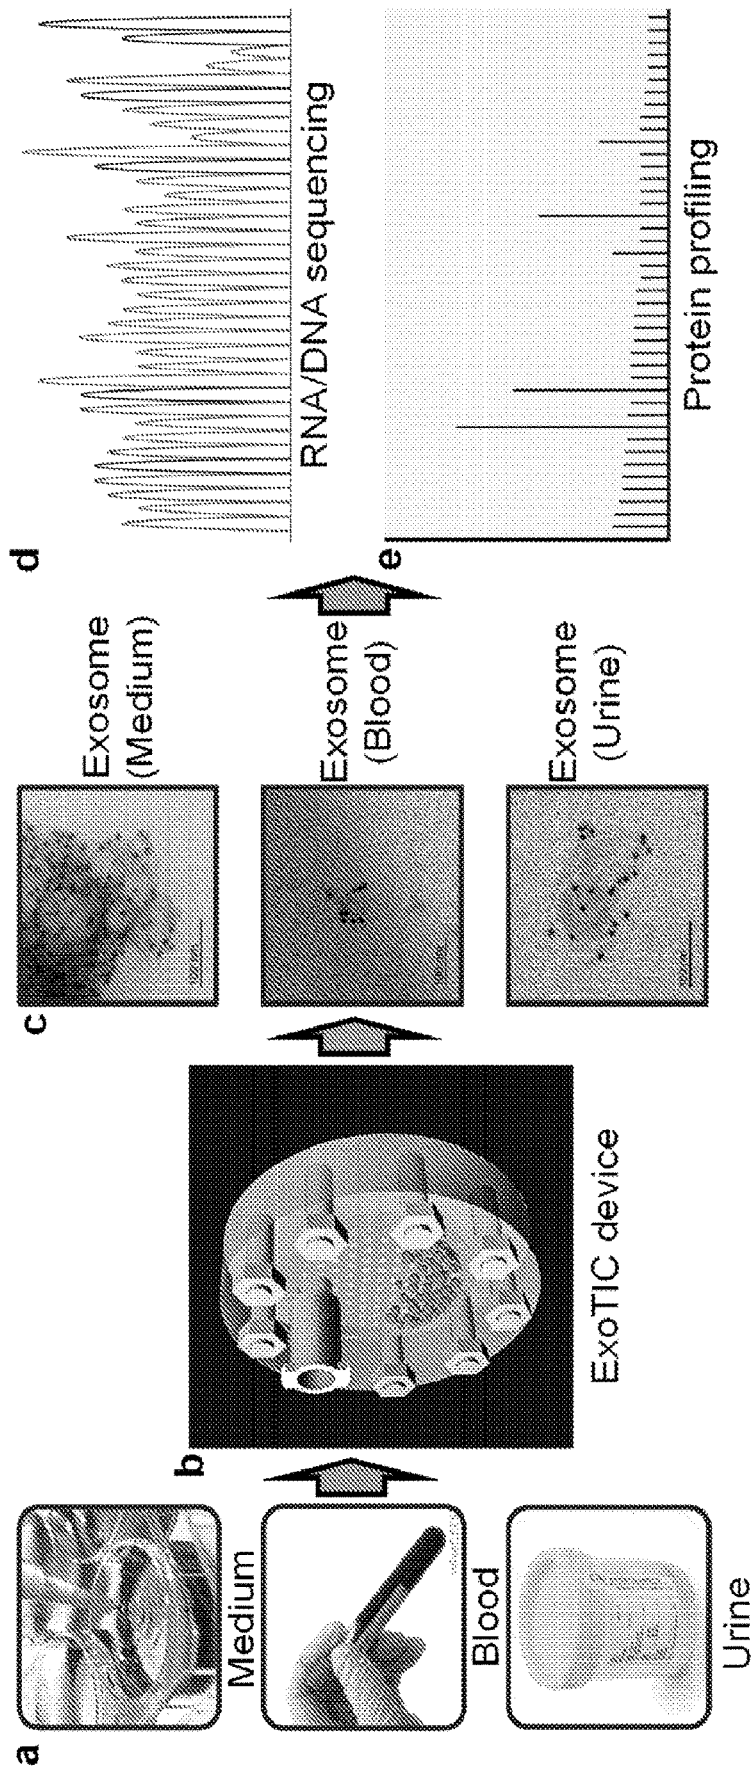 a
Medium
Blood
Urine
b
ExoTIC device
c
Exosome
(Medium)
Exosome
(Blood)
Exosome
(Urine)
d
RNA/DNA sequencing
e
Protein profiling